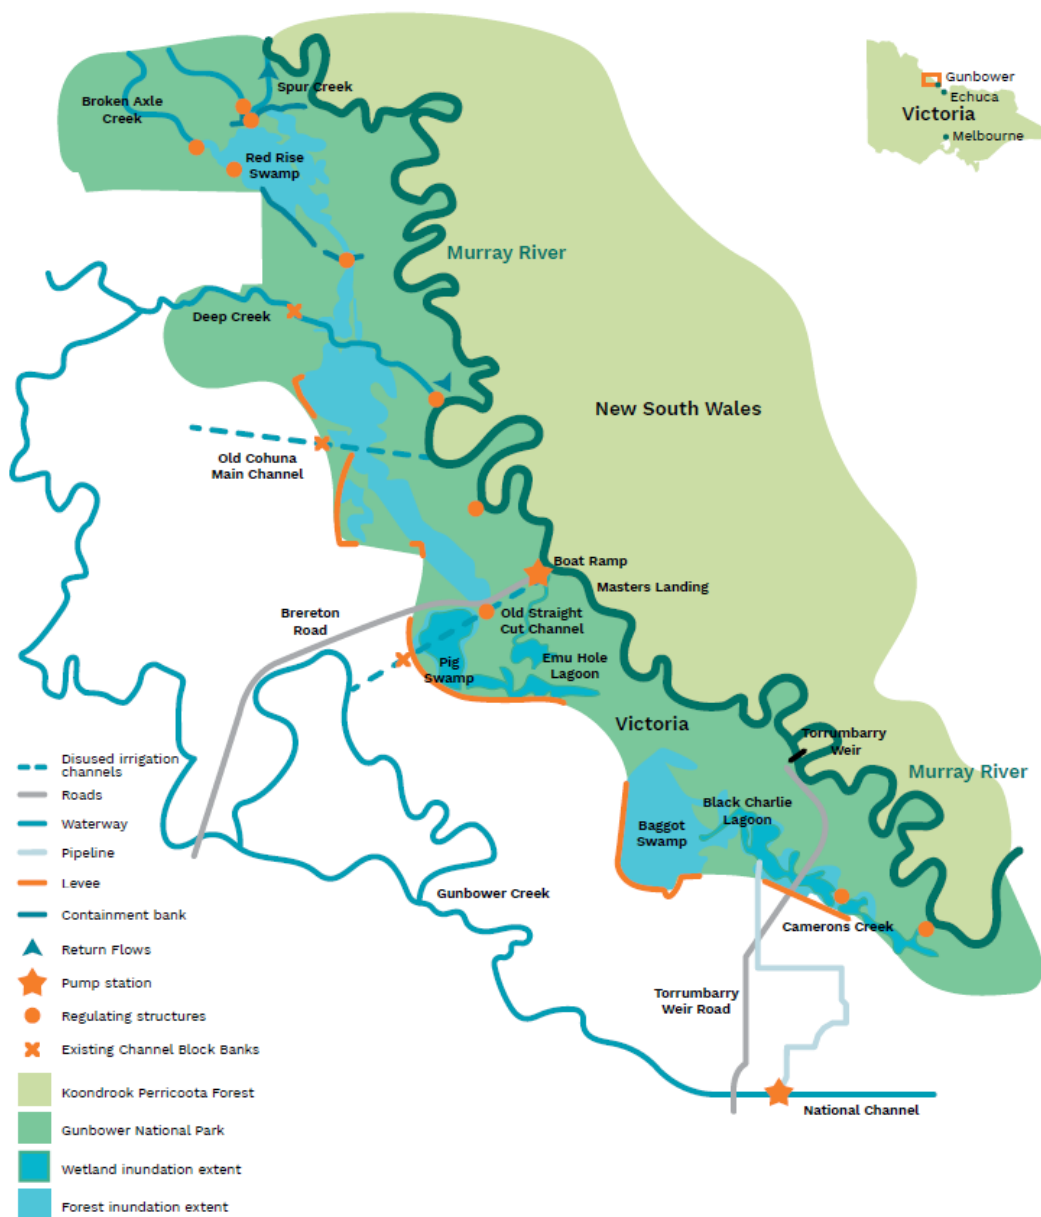 Gunbower
Echuca
Victoria
Melbourne
Spur Creek
Broken Axle
Creek
Red Rise
Swamp
Murray River
Deep Creek
New South Wales
Old Cohuna
Main Channel
Boat Ramp
Masters Landing
Brereton
Road
Old Straight
Cut Channel
Emu Hole
Lagoon
Pig
Swamp
Victoria
Torrumbarry
Weir
Murray River
Black Charlie
Lagoon
Baggot
Swamp
Gunbower Creek
Camerons Creek
Torrumbarry
Weir Road
National Channel
Disused irrigation
channels
Roads
Waterway
Pipeline
Levee
Containment bank
Return Flows
Pump station
Regulating structures
Existing Channel Block Banks
Koondrook Perricoota Forest
Gunbower National Park
Wetland inundation extent
Forest inundation extent